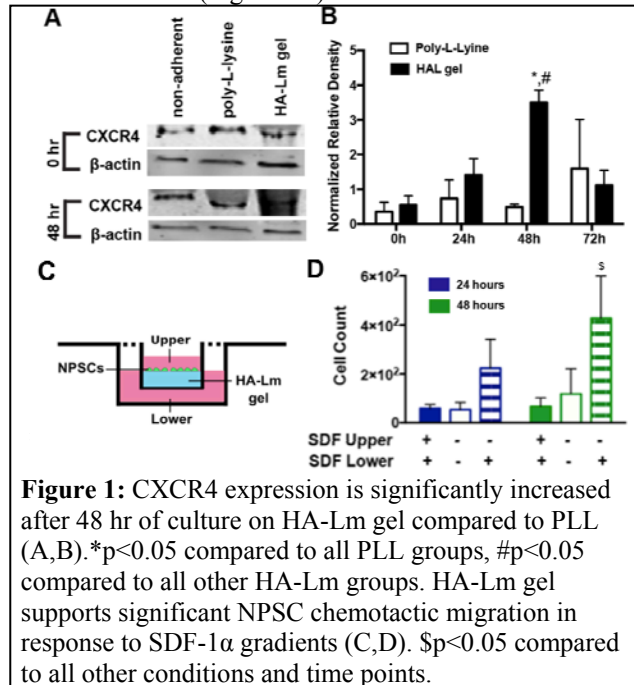 A
non-adherent
poly-L-lysine
HA-Lm gel
0 hr
CXCR4
β-actin
48 hr
CXCR4
β-actin
B
Normalized Relative Density
Poly-L-Lyine
HAL gel
*,#
5
4
3
2
1
0
0h
24h
48h
72h
C
Upper
NPSCs
HA-Lm
gel
Lower
D
Cell Count
24 hours
48 hours
$
6×10²
4×10²
2×10²
0
SDF Upper + - - + - -
SDF Lower + - + + - +
Figure 1: CXCR4 expression is significantly increased
after 48 hr of culture on HA-Lm gel compared to PLL
(A,B).*p<0.05 compared to all PLL groups, #p<0.05
compared to all other HA-Lm groups. HA-Lm gel
supports significant NPSC chemotactic migration in
response to SDF-1α gradients (C,D). $p<0.05 compared
to all other conditions and time points.